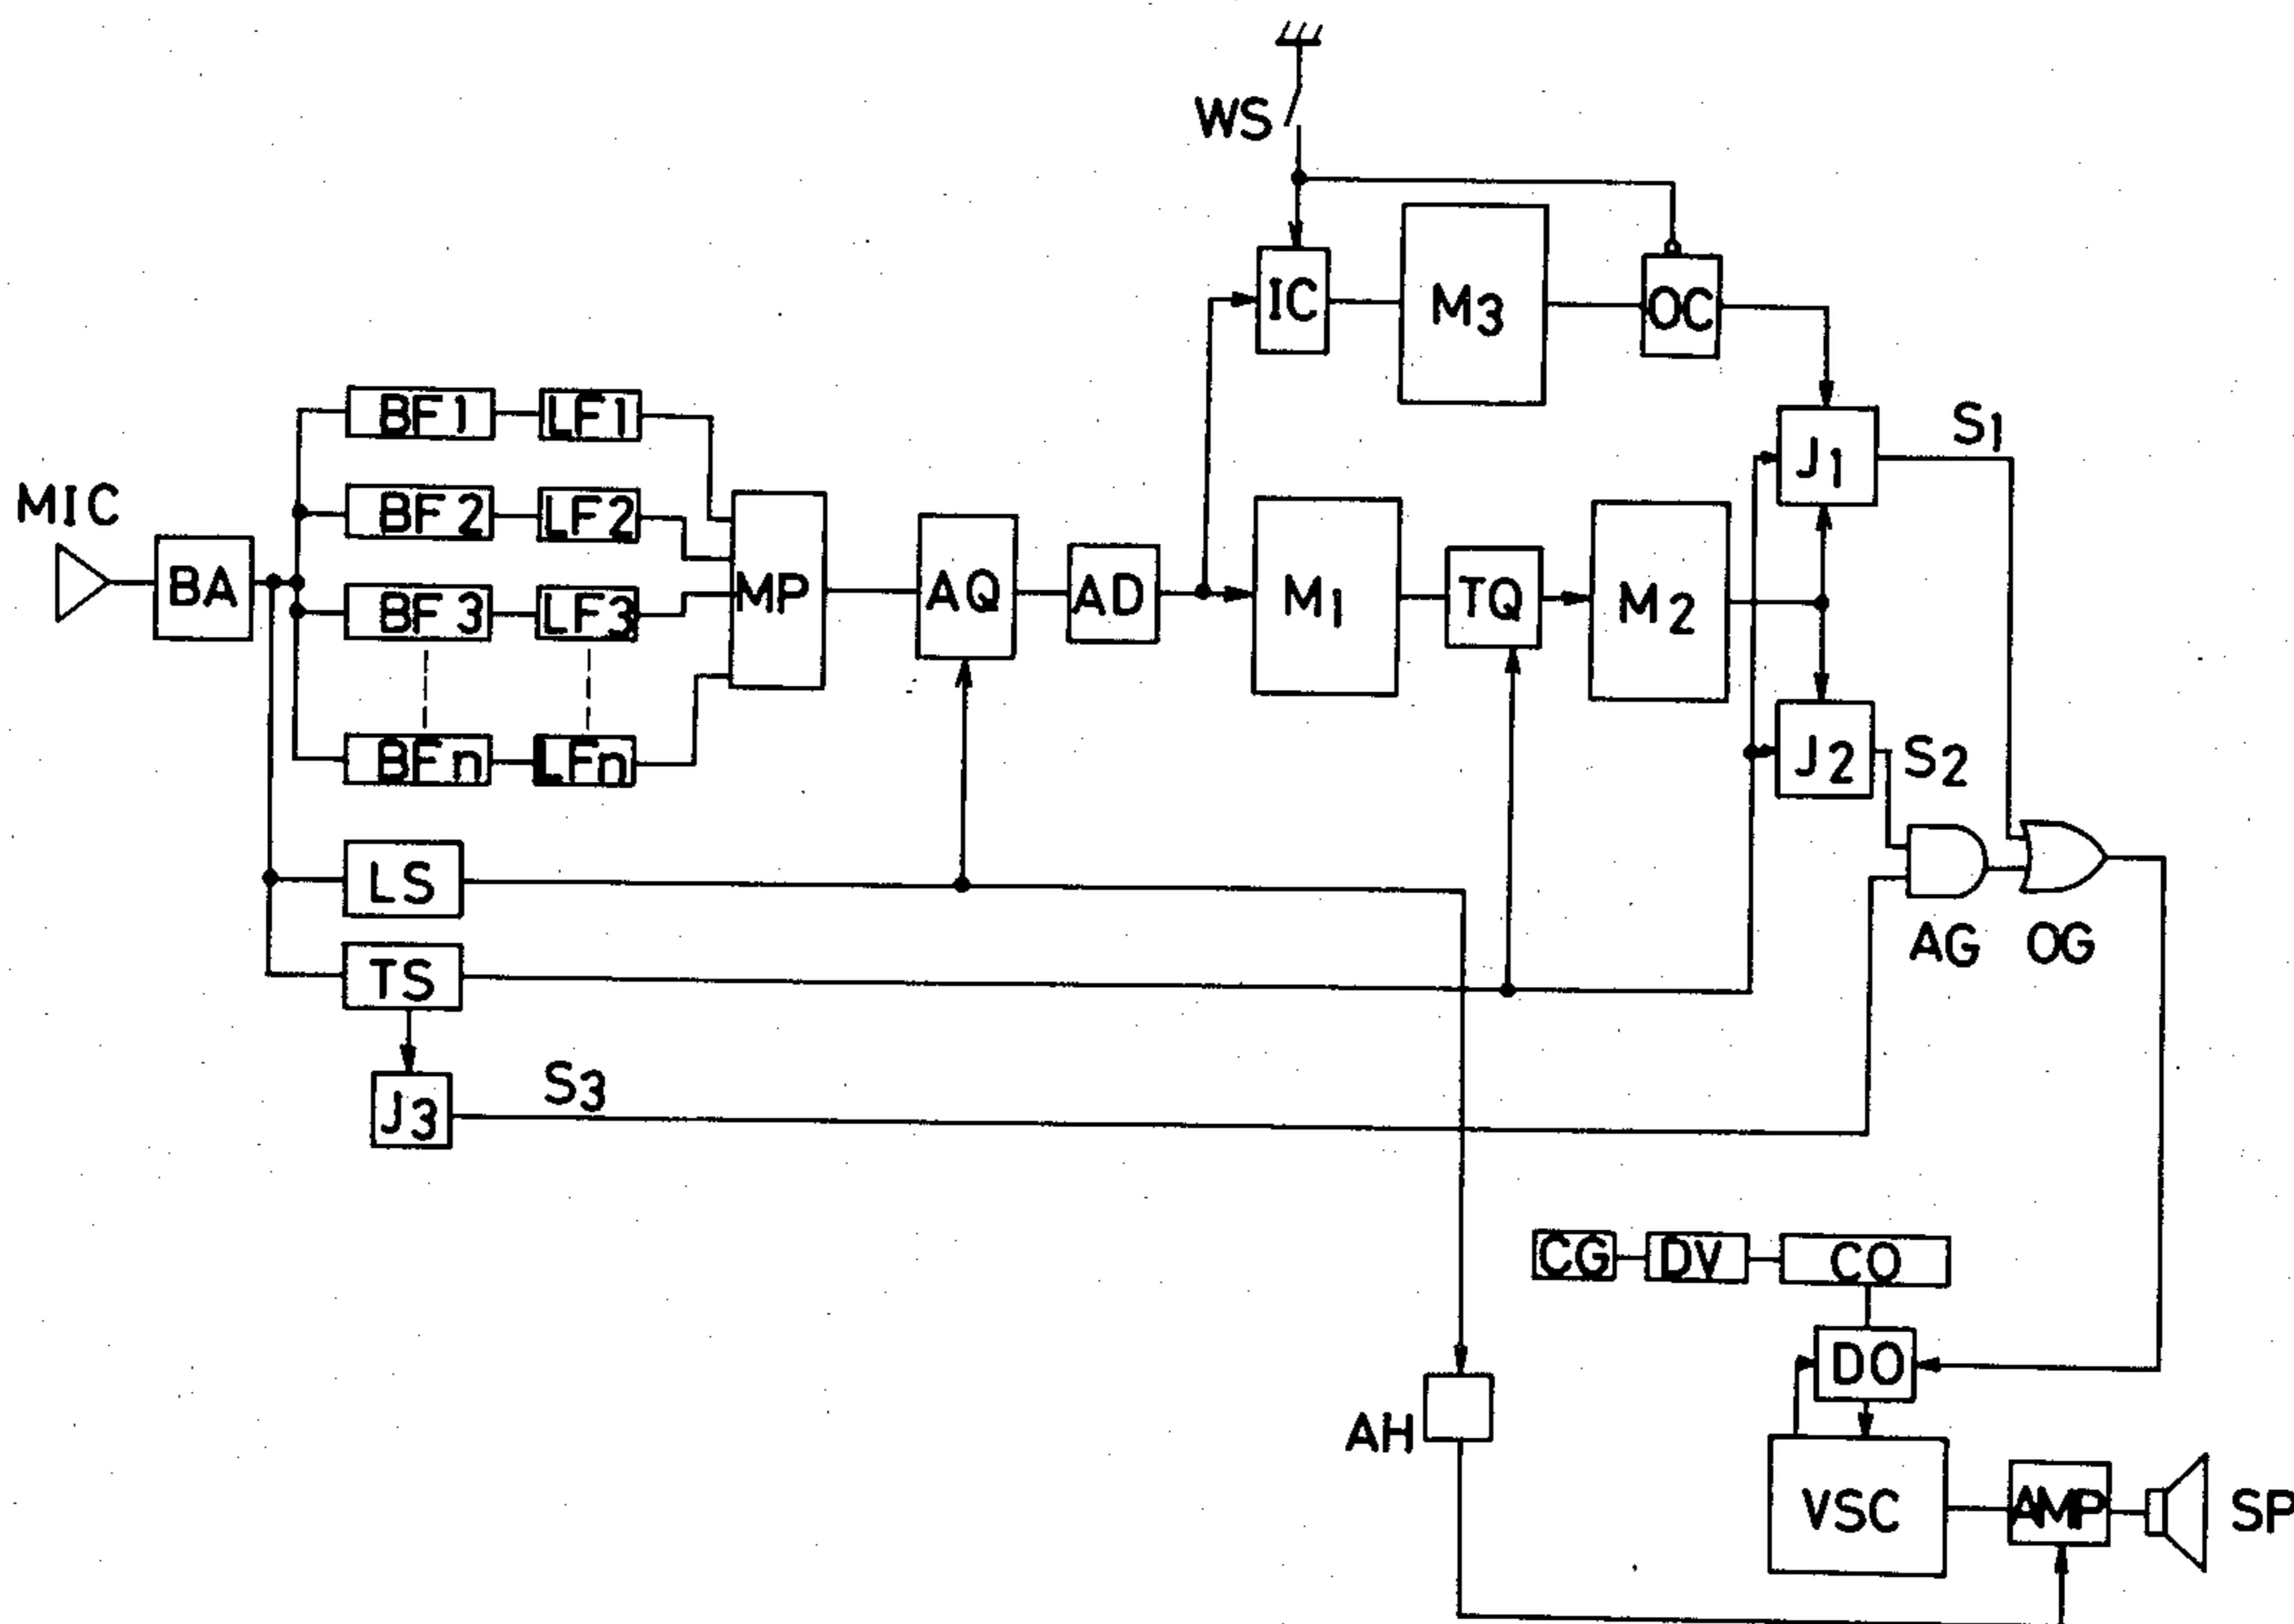 WS
IC
M3
OC
BF1
LF1
J1
S1
MIC
BF2
LF2
BA
MP
AQ
AD
M1
TQ
M2
BF3
LF3
BFn
LFn
J2
S2
LS
AG
OG
TS
J3
S3
CG
DV
CO
DO
AH
VSC
AMP
SP